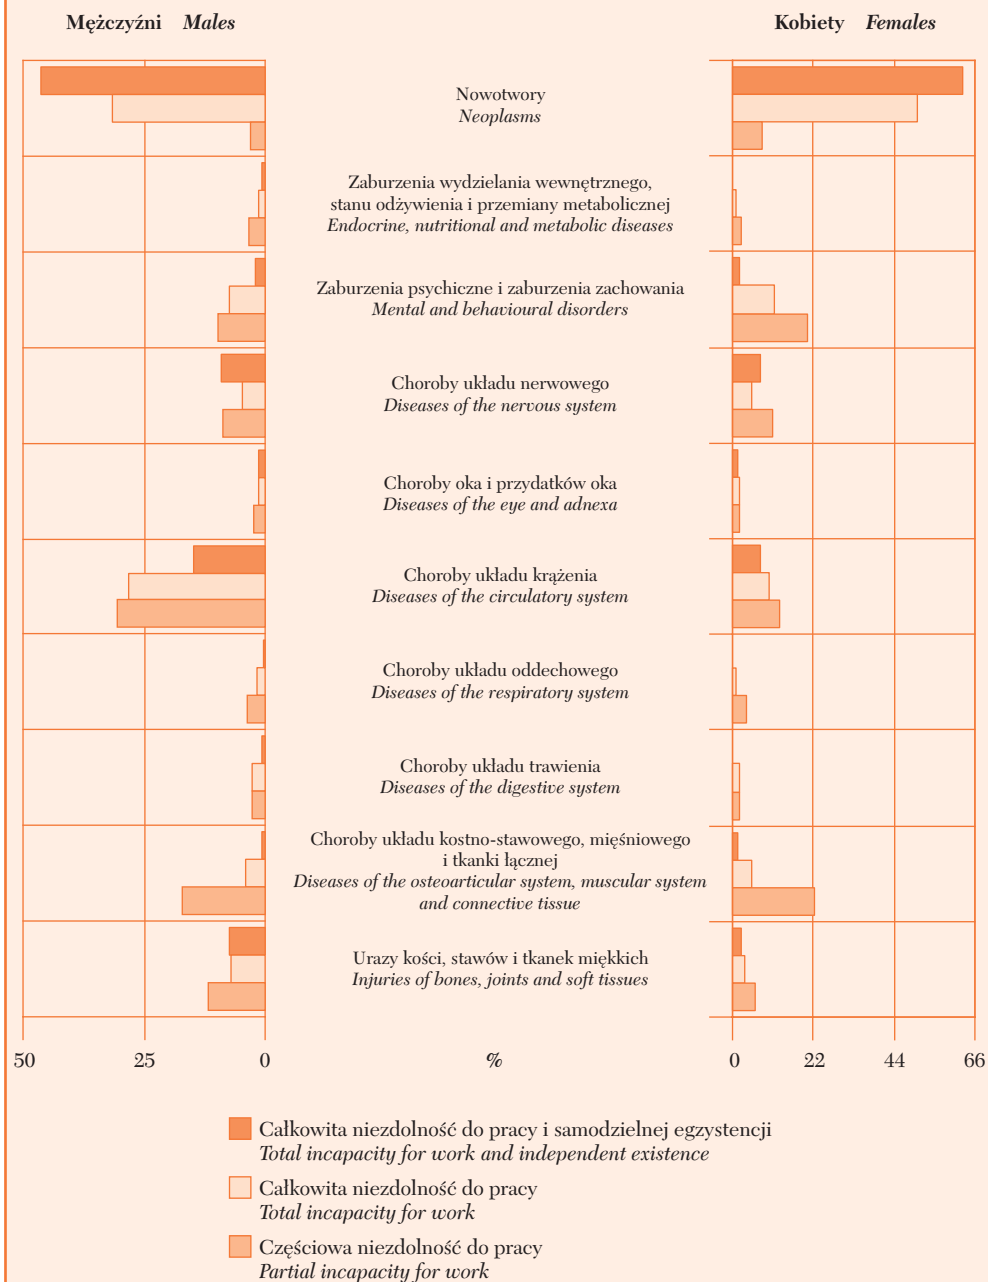 Mężczyźni Males
Kobiety Females
Nowotwory
Neoplasms
Zaburzenia wydzielania wewnętrznego,
stanu odżywienia i przemiany metabolicznej
Endocrine, nutritional and metabolic diseases
Zaburzenia psychiczne i zaburzenia zachowania
Mental and behavioural disorders
Choroby układu nerwowego
Diseases of the nervous system
Choroby oka i przydatków oka
Diseases of the eye and adnexa
Choroby układu krążenia
Diseases of the circulatory system
Choroby układu oddechowego
Diseases of the respiratory system
Choroby układu trawienia
Diseases of the digestive system
Choroby układu kostno-stawowego, mięśniowego
i tkanki łącznej
Diseases of the osteoarticular system, muscular system
and connective tissue
Urazy kości, stawów i tkanek miękkich
Injuries of bones, joints and soft tissues
50 25 0 % 0 22 44 66
Całkowita niezdolność do pracy i samodzielnej egzystencji
Total incapacity for work and independent existence
Całkowita niezdolność do pracy
Total incapacity for work
Częściowa niezdolność do pracy
Partial incapacity for work